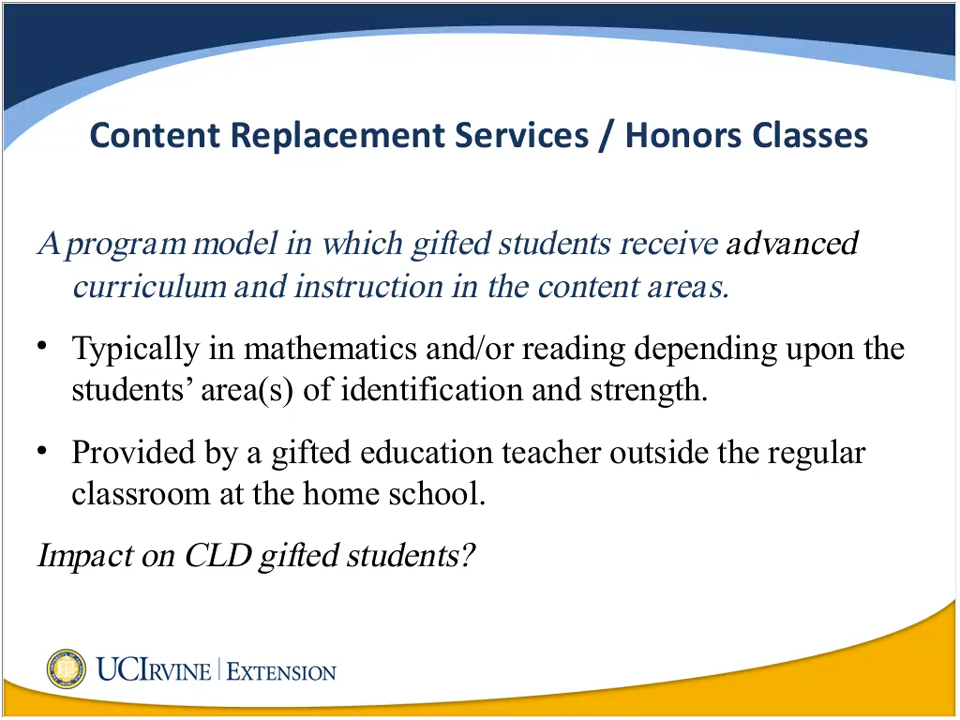 Content Replacement Services / Honors Classes
A program model in which gifted students receive advanced
curriculum and instruction in the content areas.
• Typically in mathematics and/or reading depending upon the
students’ area(s) of identification and strength.
• Provided by a gifted education teacher outside the regular
classroom at the home school.
Impact on CLD gifted students?
UCIRVINE | EXTENSION